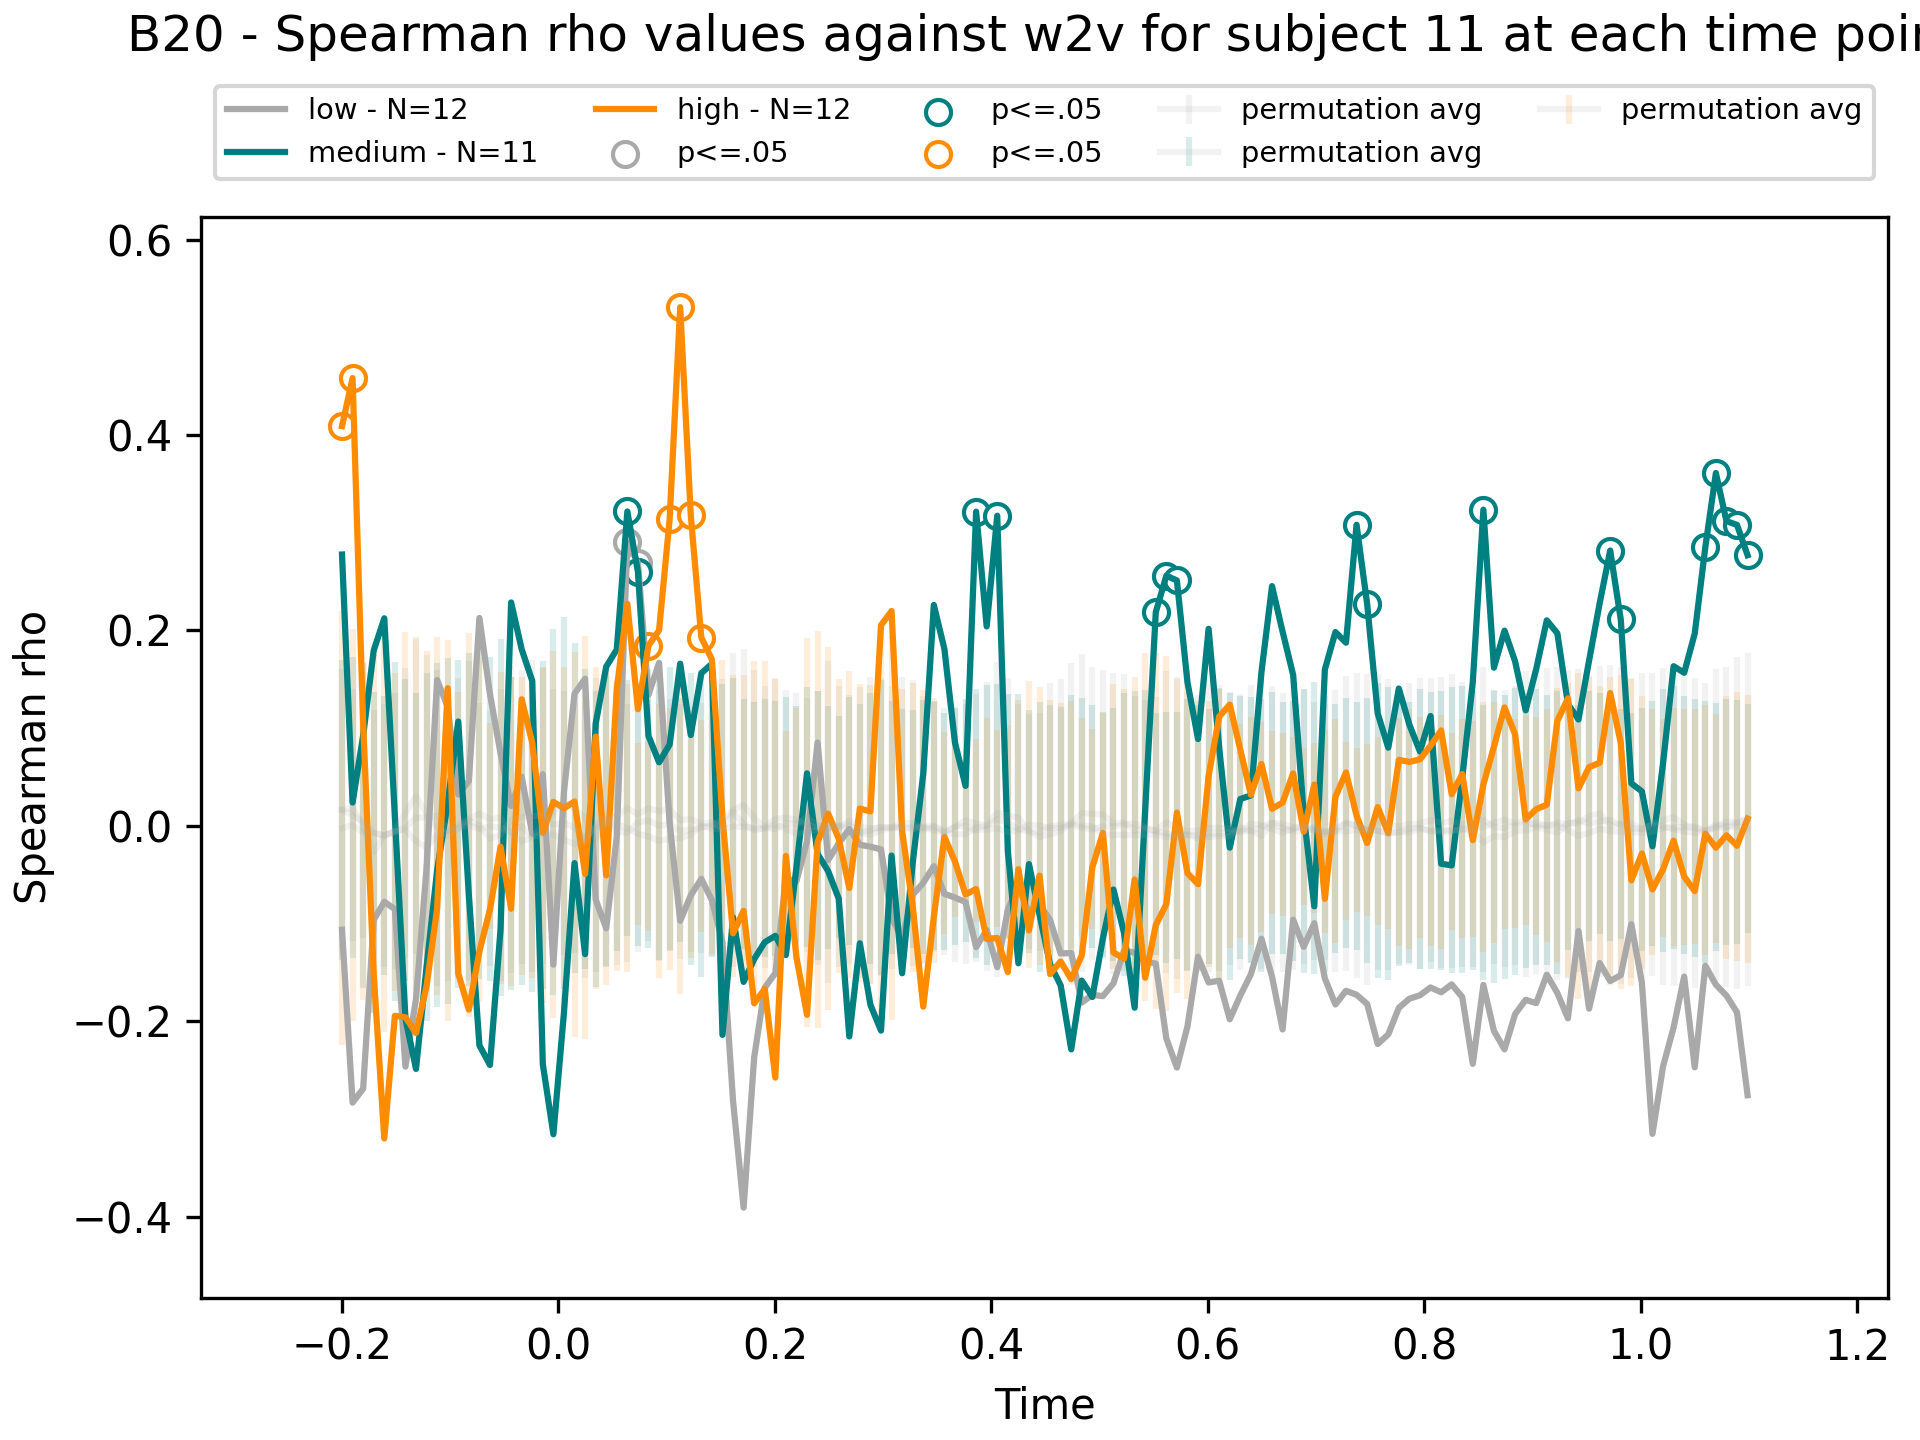 B20 - Spearman rho values against w2v for subject 11 at each time poi
low - N=12
medium - N=11
high - N=12
p<=.05
p<=.05
p<=.05
permutation avg
permutation avg
permutation avg
Spearman rho
0.6
0.4
0.2
0.0
−0.2
−0.4
−0.2 0.0 0.2 0.4 0.6 0.8 1.0 1.2
Time